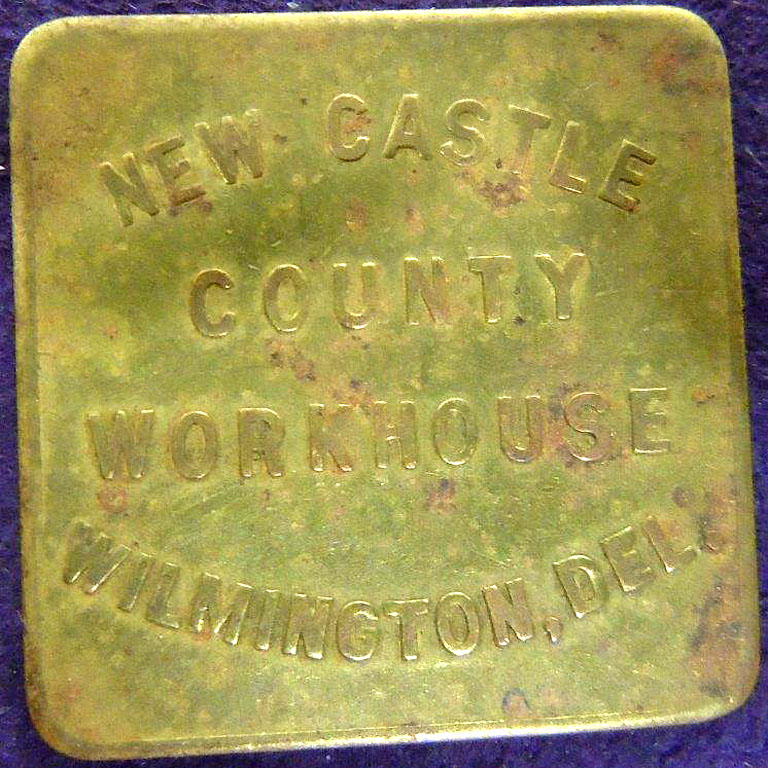 NEW CASTLE
COUNTY
WORKHOUSE
WILMINGTON, DEL.